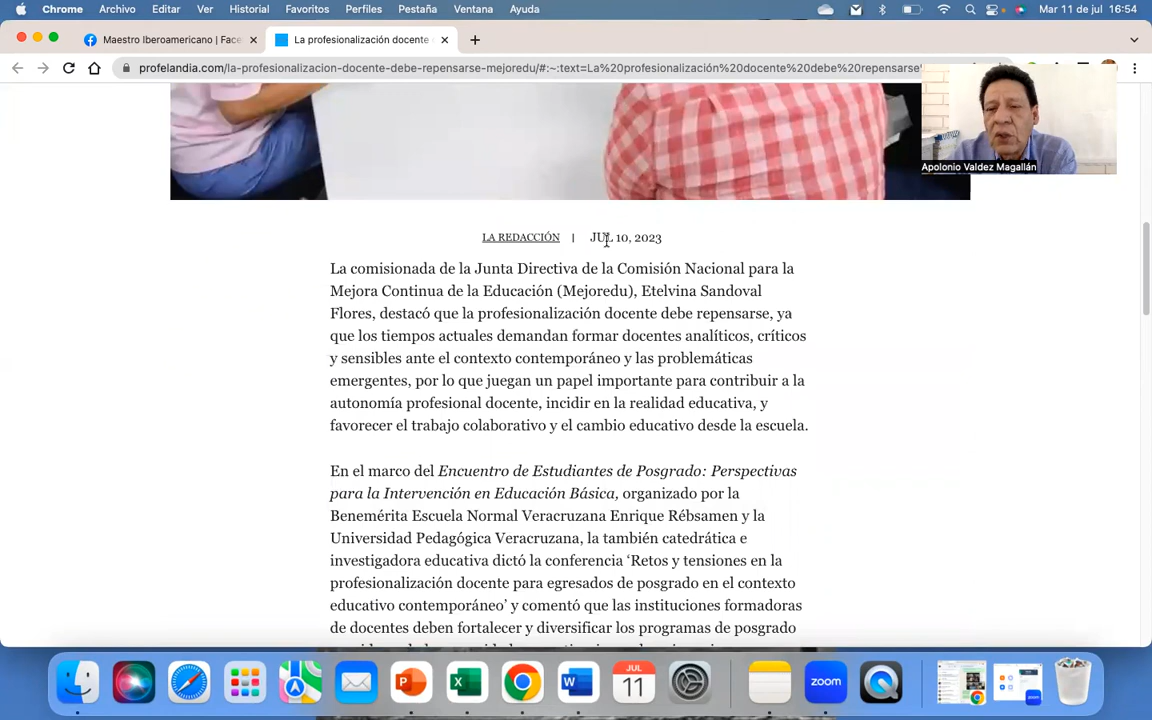 Chrome Archivo Editar Ver Historial Favoritos Perfiles Pestaña Ventana Ayuda Mar 11 de jul 16:54
Maestro Iberoamericano | Face
La profesionalización docente
profelandia.com/la-profesionalizacion-docente-debe-repensarse-mejoredu/#:~:text=La%20profesionalización%20docente%20debe%20repensarse
Apolonio Valdez Magallán
LA REDACCIÓN | JUL 10, 2023
La comisionada de la Junta Directiva de la Comisión Nacional para la
Mejora Continua de la Educación (Mejoredu), Etelvina Sandoval
Flores, destacó que la profesionalización docente debe repensarse, ya
que los tiempos actuales demandan formar docentes analíticos, críticos
y sensibles ante el contexto contemporáneo y las problemáticas
emergentes, por lo que juegan un papel importante para contribuir a la
autonomía profesional docente, incidir en la realidad educativa, y
favorecer el trabajo colaborativo y el cambio educativo desde la escuela.
En el marco del Encuentro de Estudiantes de Posgrado: Perspectivas
para la Intervención en Educación Básica, organizado por la
Benemérita Escuela Normal Veracruzana Enrique Rébsamen y la
Universidad Pedagógica Veracruzana, la también catedrática e
investigadora educativa dictó la conferencia ‘Retos y tensiones en la
profesionalización docente para egresados de posgrado en el contexto
educativo contemporáneo’ y comentó que las instituciones formadoras
de docentes deben fortalecer y diversificar los programas de posgrado
JUL
11
zoom